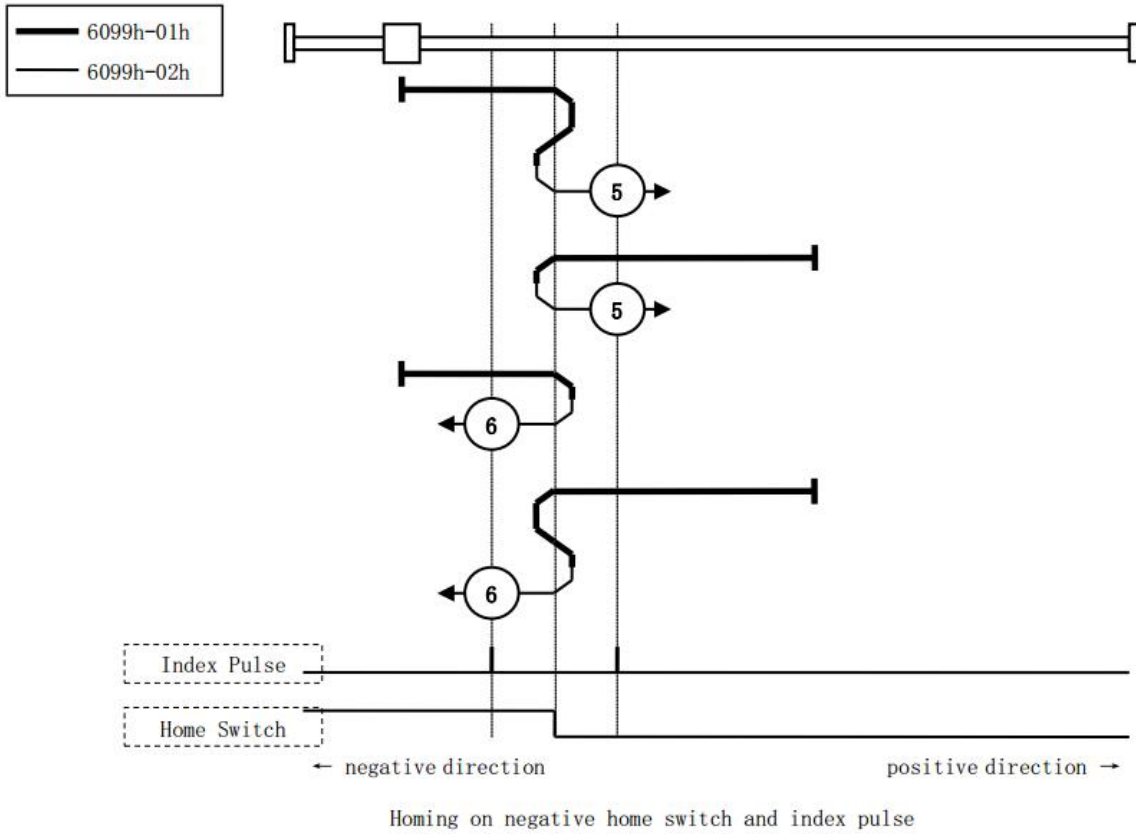 6099h-01h
6099h-02h
5
5
6
6
Index Pulse
Home Switch
← negative direction
positive direction →
Homing on negative home switch and index pulse